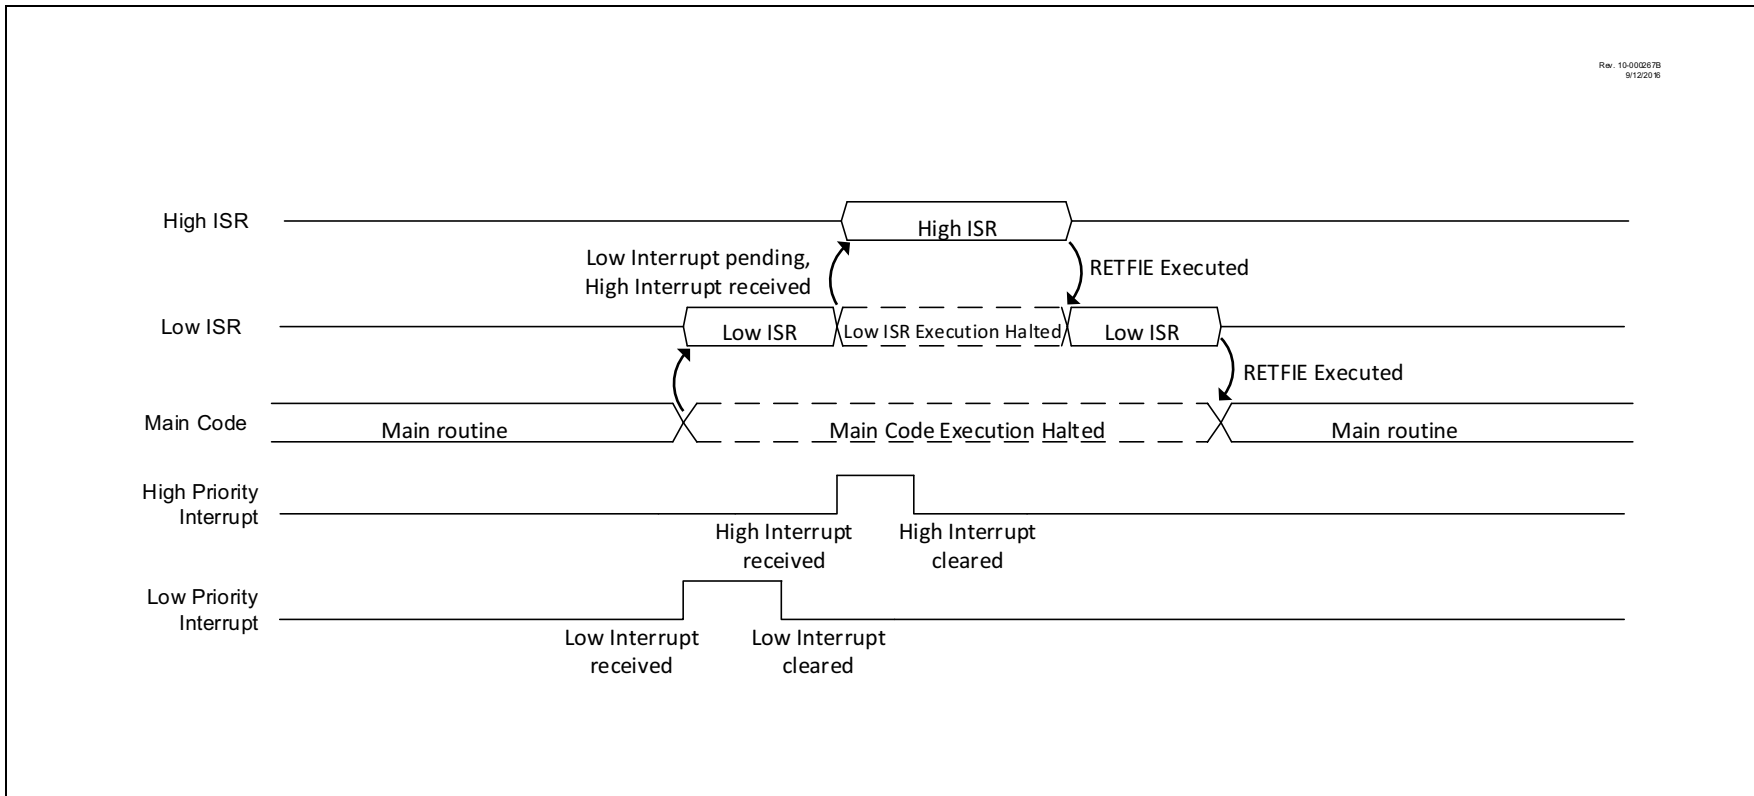 Rev. 10-000267B
9/12/2016
High ISR
High ISR
Low Interrupt pending,
High Interrupt received
RETFIE Executed
Low ISR
Low ISR
Low ISR Execution Halted
Low ISR
RETFIE Executed
Main Code
Main routine
Main Code Execution Halted
Main routine
High Priority
Interrupt
High Interrupt
received
High Interrupt
cleared
Low Priority
Interrupt
Low Interrupt
received
Low Interrupt
cleared